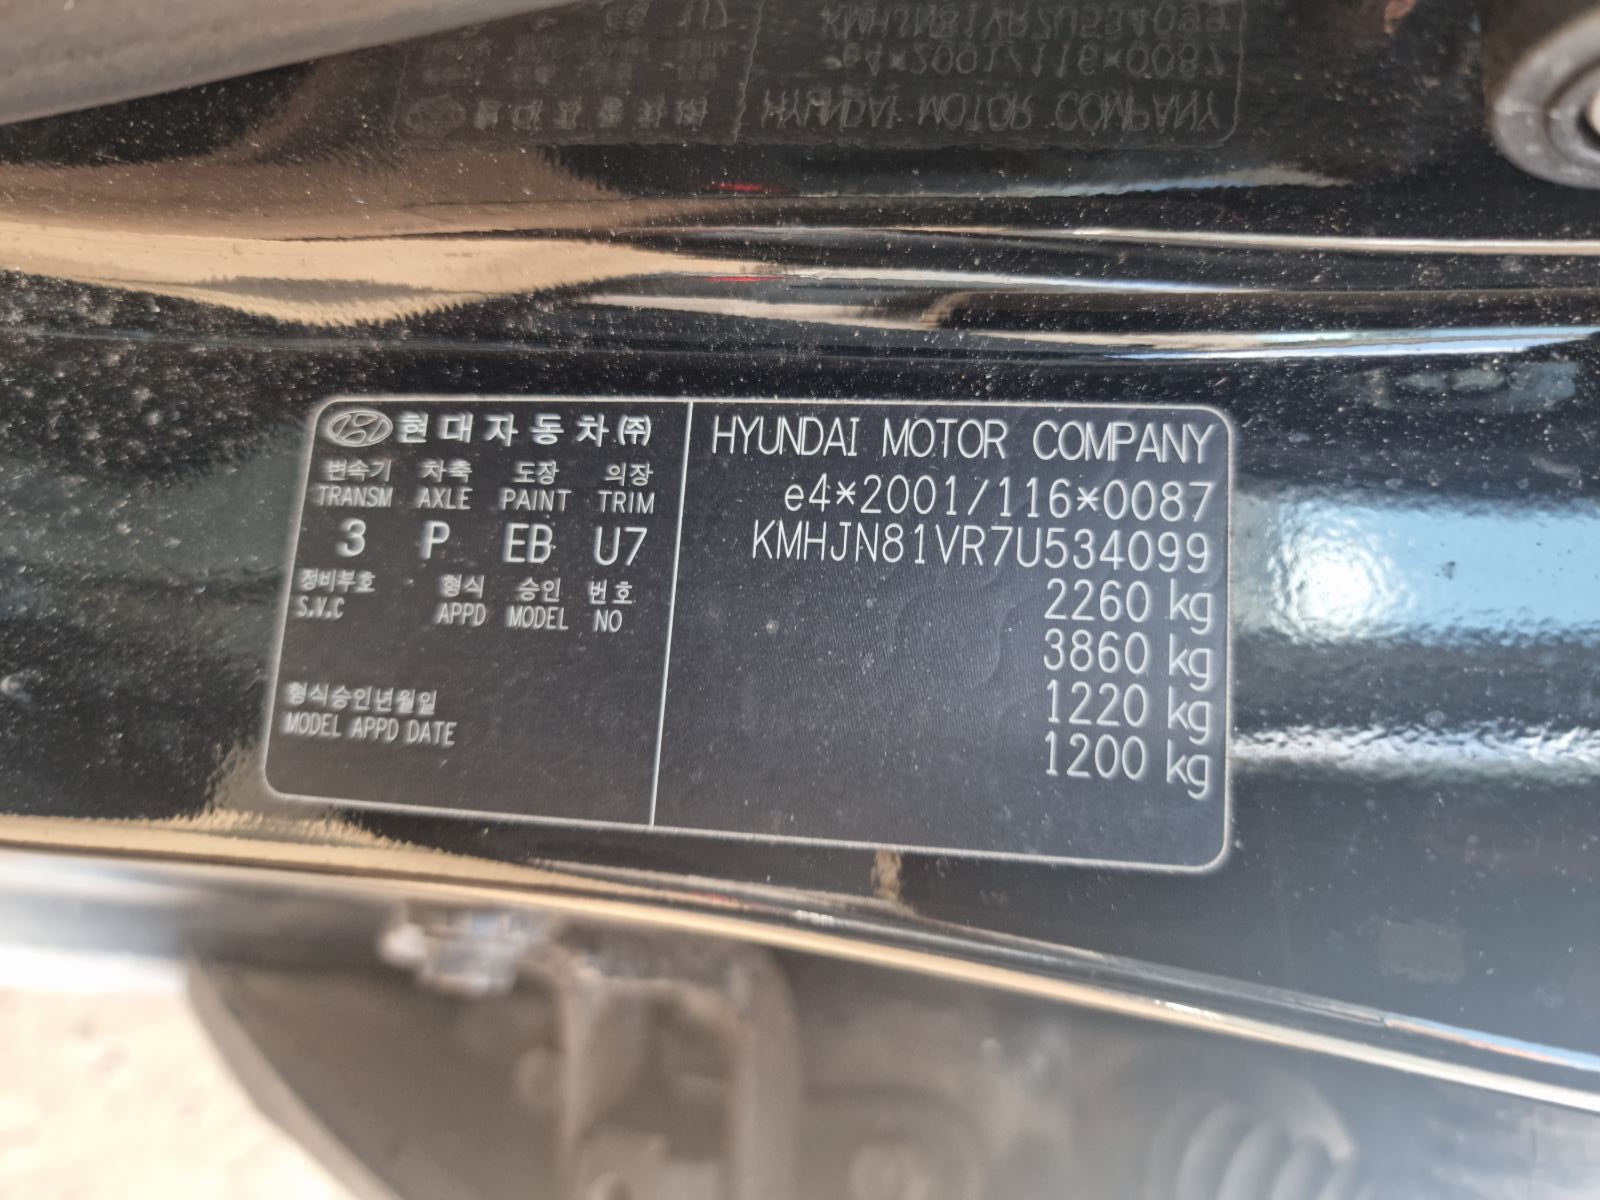 현대자동차(주)
변속기 차축 도장 의장
TRANSM AXLE PAINT TRIM
3 P EB U7
정비부호 형식 승인 번호
S.V.C APPD MODEL NO
형식승인년월일
MODEL APPD DATE
HYUNDAI MOTOR COMPANY
e4*2001/116*0087
KMHJN81VR7U534099
2260 kg
3860 kg
1220 kg
1200 kg